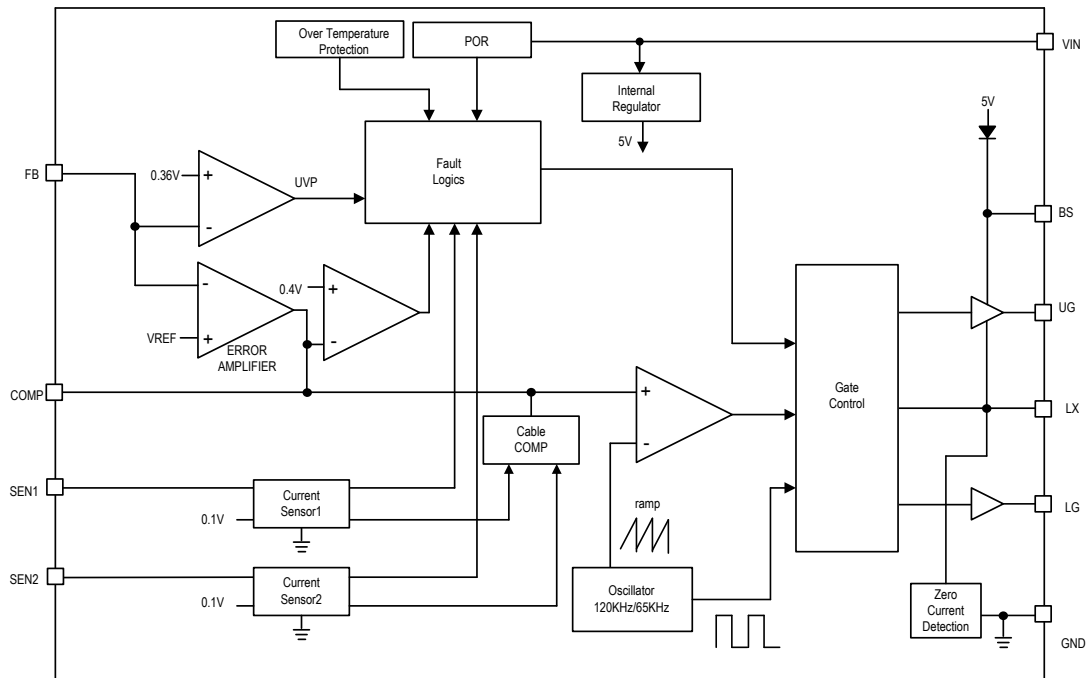 Over Temperature
Protection
POR
VIN
Internal
Regulator
5V
5V
FB
0.36V
+
-
UVP
Fault
Logics
BS
-
+
VREF
ERROR
AMPLIFIER
0.4V
+
-
UG
COMP
+
-
Gate
Control
LX
Cable
COMP
SEN1
Current
Sensor1
0.1V
ramp
LG
SEN2
Current
Sensor2
0.1V
Oscillator
120KHz/65KHz
Zero
Current
Detection
GND